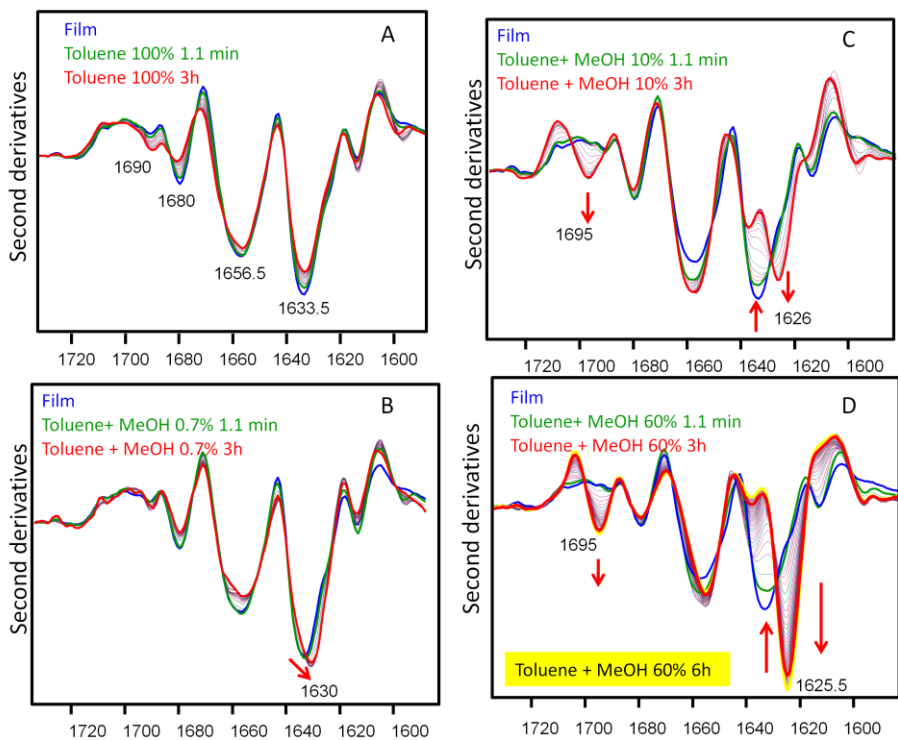 Film
A
Toluene 100% 1.1 min
Toluene 100% 3h
Second derivatives
1690
1680
1656.5
1633.5
1720 1700 1680 1660 1640 1620 1600
Film
C
Toluene+ MeOH 10% 1.1 min
Toluene + MeOH 10% 3h
Second derivatives
1695
1626
1720 1700 1680 1660 1640 1620 1600
Film
B
Toluene+ MeOH 0.7% 1.1 min
Toluene + MeOH 0.7% 3h
Second derivatives
1630
1720 1700 1680 1660 1640 1620 1600
Film
D
Toluene+ MeOH 60% 1.1 min
Toluene + MeOH 60% 3h
Second derivatives
1695
Toluene + MeOH 60% 6h
1625.5
1720 1700 1680 1660 1640 1620 1600